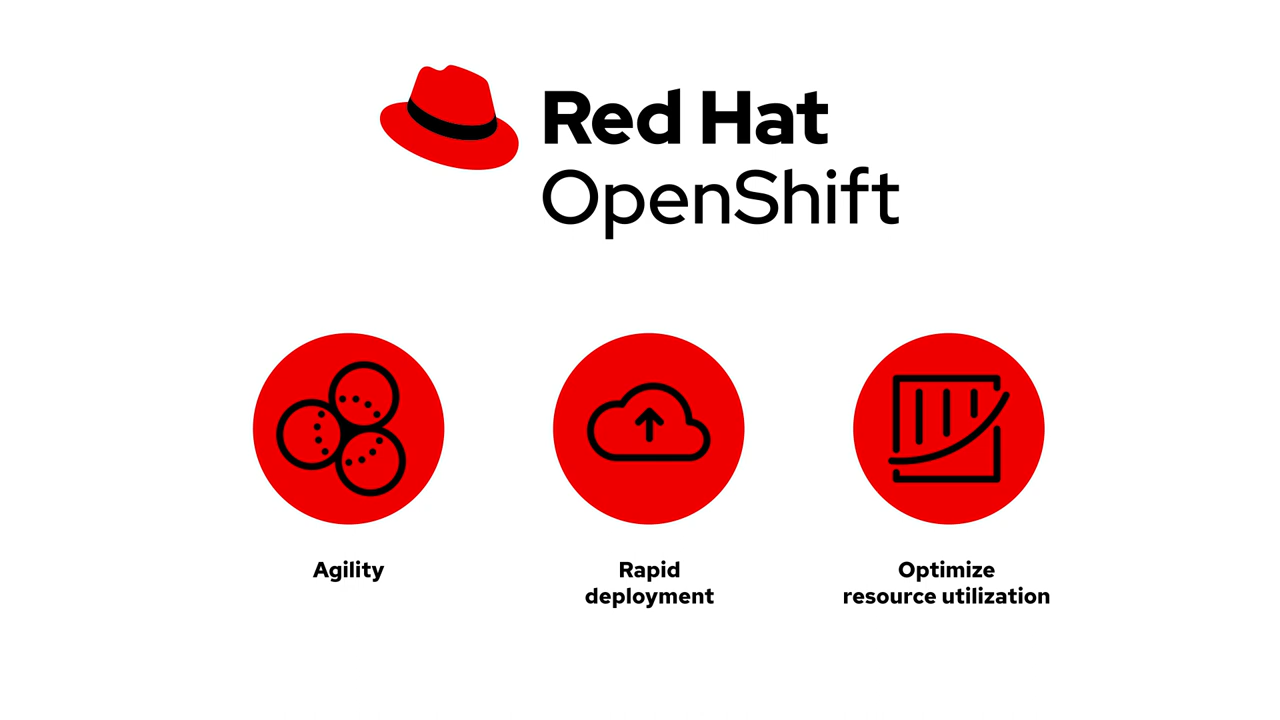 Red Hat
OpenShift
Agility
Rapid
deployment
Optimize
resource utilization